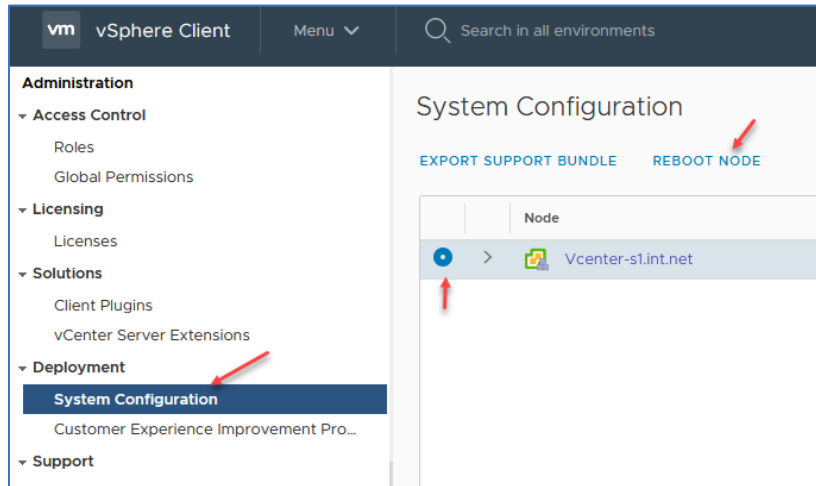 vm vSphere Client Menu Search in all environments
Administration
Access Control
Roles
Global Permissions
Licensing
Licenses
Solutions
Client Plugins
vCenter Server Extensions
Deployment
System Configuration
Customer Experience Improvement Pro...
Support
System Configuration
EXPORT SUPPORT BUNDLE REBOOT NODE
Node
Vcenter-s1.int.net